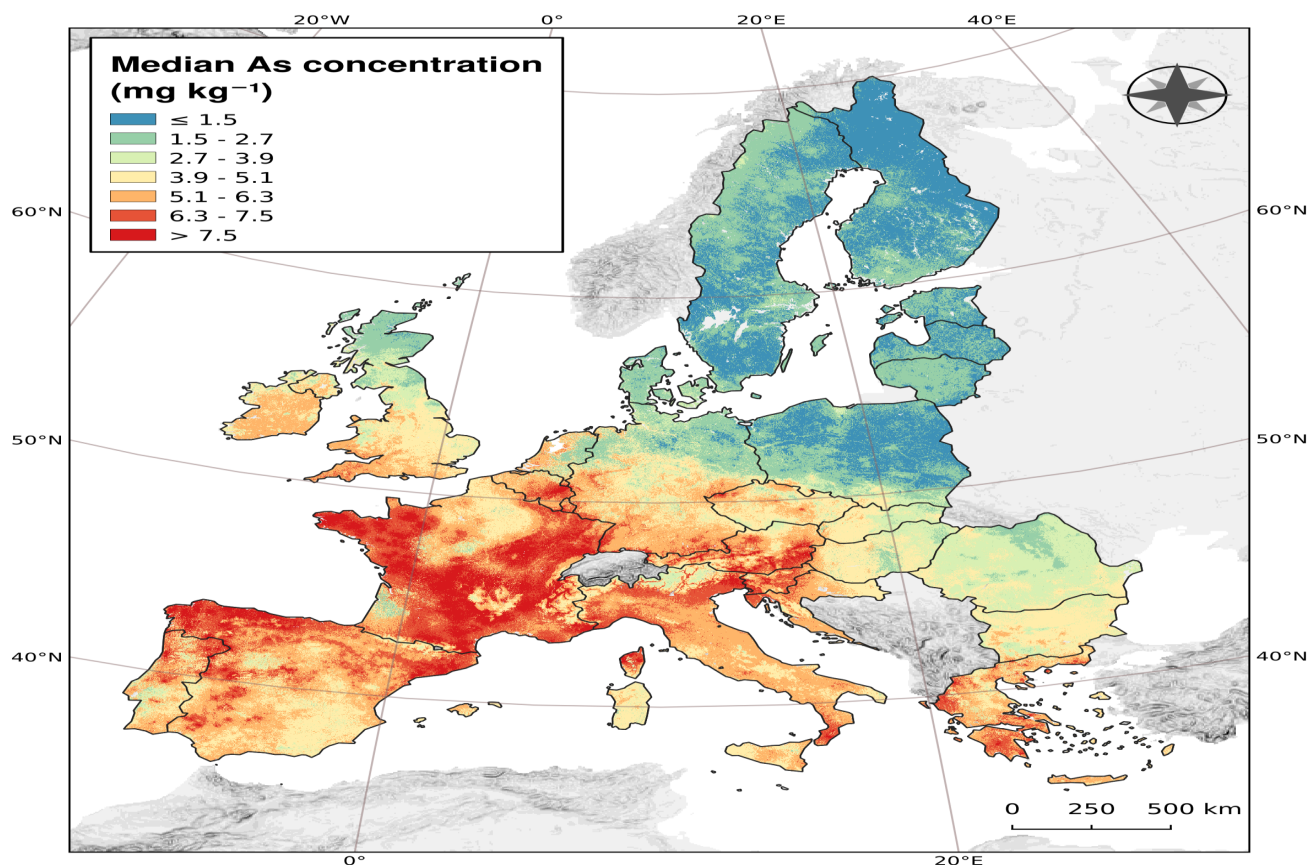 20°W 0° 20°E 40°E
Median As concentration
(mg kg⁻¹)
≤ 1.5
1.5 - 2.7
2.7 - 3.9
3.9 - 5.1
5.1 - 6.3
6.3 - 7.5
> 7.5
60°N 60°N
50°N 50°N
40°N 40°N
0 250 500 km
0° 20°E